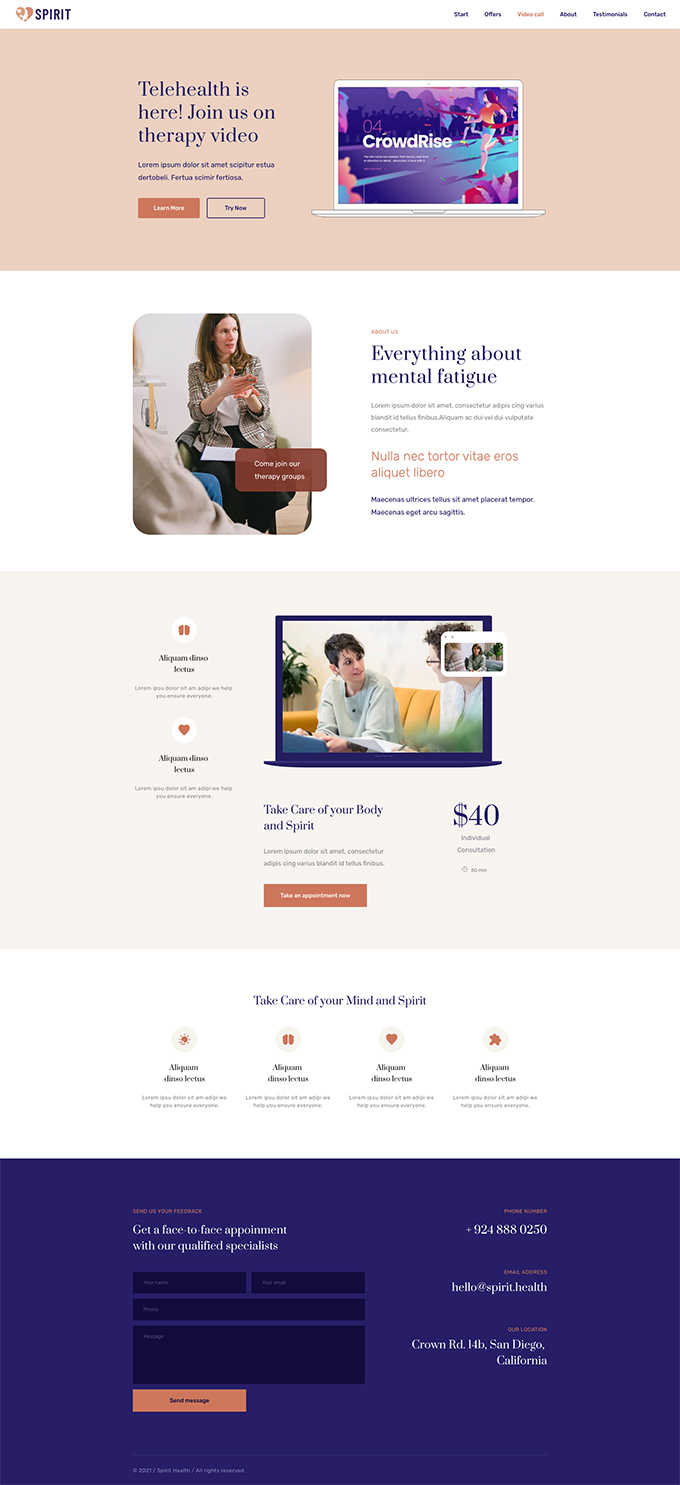 SPIRIT
Start Offers Video call About Testimonials Contact
Telehealth is
here! Join us on
therapy video
Lorem ipsum dolor sit amet scipitur estua
dertobeli. Fertua scimir fertiosa.
Learn More
Try Now
04
CrowdRise
ABOUT US
Everything about
mental fatigue
Lorem ipsum dolor sit amet, consectetur adipis cing varius
blandit id tellus finibus.Aliquam ac dui vel dui vulputate
consectetur.
Nulla nec tortor vitae eros
aliquet libero
Maecenas ultrices tellus sit amet placerat tempor.
Maecenas eget arcu sagittis.
Come join our
therapy groups
Aliquam dinso
lectus
Lorem ipsu dolor sit am adipi we help
you ensure everyone.
Aliquam dinso
lectus
Lorem ipsu dolor sit am adipi we help
you ensure everyone.
Take Care of your Body
and Spirit
Lorem ipsum dolor sit amet, consectetur
adipis cing varius blandit id tellus finibus.
Take an appointment now
$40
Individual
Consultation
50 min
Take Care of your Mind and Spirit
Aliquam
dinso lectus
Lorem ipsu dolor sit am adipi we
help you ensure everyone.
Aliquam
dinso lectus
Lorem ipsu dolor sit am adipi we
help you ensure everyone.
Aliquam
dinso lectus
Lorem ipsu dolor sit am adipi we
help you ensure everyone.
Aliquam
dinso lectus
Lorem ipsu dolor sit am adipi we
help you ensure everyone.
SEND US YOUR FEEDBACK
Get a face-to-face appoinment
with our qualified specialists
Your name
Your email
Phone
Message
Send message
PHONE NUMBER
+ 924 888 0250
EMAIL ADDRESS
hello@spirit.health
OUR LOCATION
Crown Rd. 14b, San Diego,
California
© 2021 / Spirit Health / All rights reserved